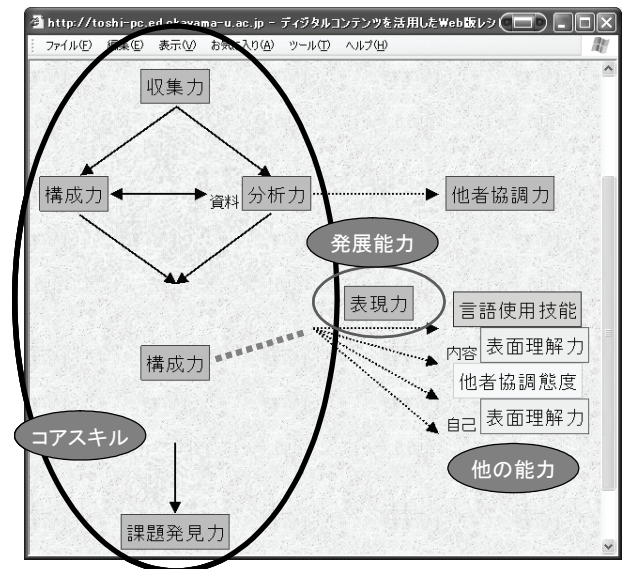 http://toshi-pc.ed.okayama-u.ac.jp - ディジタルコンテンツを活用したWeb版レシ
ファイル(F) 編集(E) 表示(V) お気に入り(A) ツール(T) ヘルプ(H)
収集力
構成力
資料 分析力
他者協調力
発展能力
表現力
言語使用技能
内容 表面理解力
構成力
他者協調態度
自己 表面理解力
コアスキル
他の能力
課題発見力